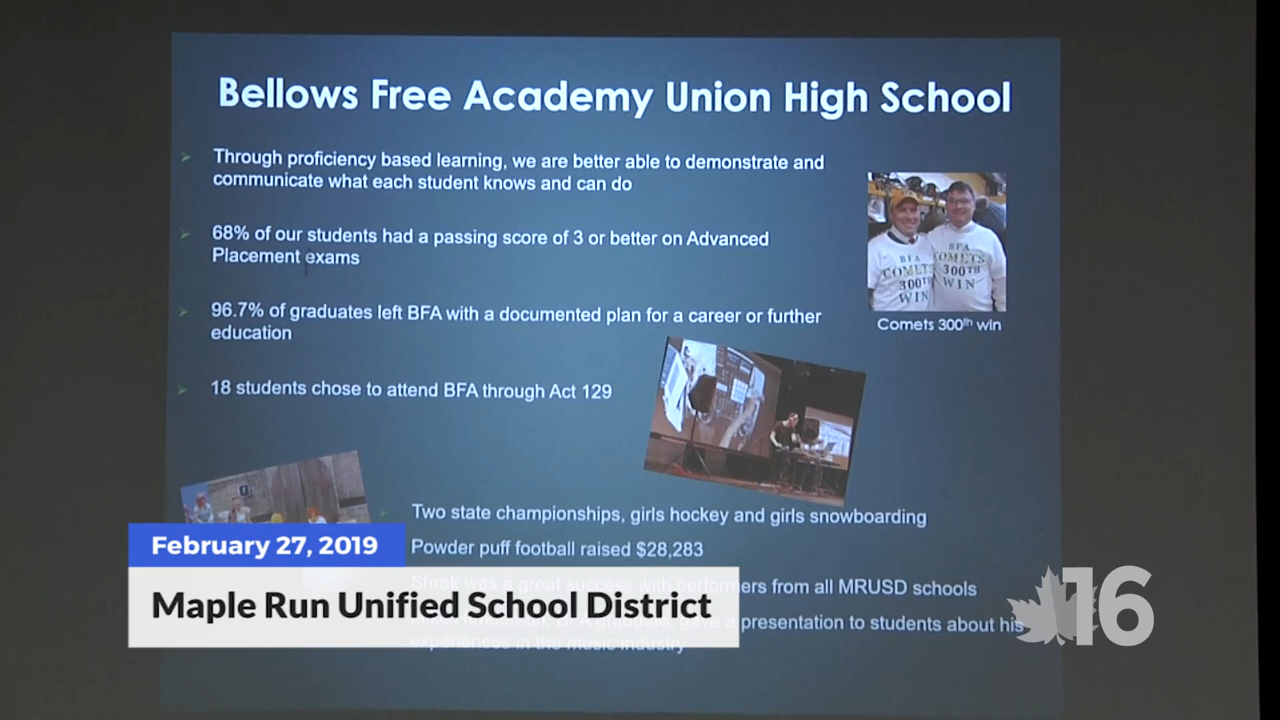 Bellows Free Academy Union High School
Through proficiency based learning, we are better able to demonstrate and
communicate what each student knows and can do
68% of our students had a passing score of 3 or better on Advanced
Placement exams
96.7% of graduates left BFA with a documented plan for a career or further
education
18 students chose to attend BFA through Act 129
BFA
COMETS
300TH
WIN
BFA
COMETS
300TH
WIN
Comets 300th win
Two state championships, girls hockey and girls snowboarding
Powder puff football raised $28,283
Shrek was a great success with performers from all MRUSD schools
BFA graduate, gave a presentation to students about his
experiences in the music industry
February 27, 2019
Maple Run Unified School District
16